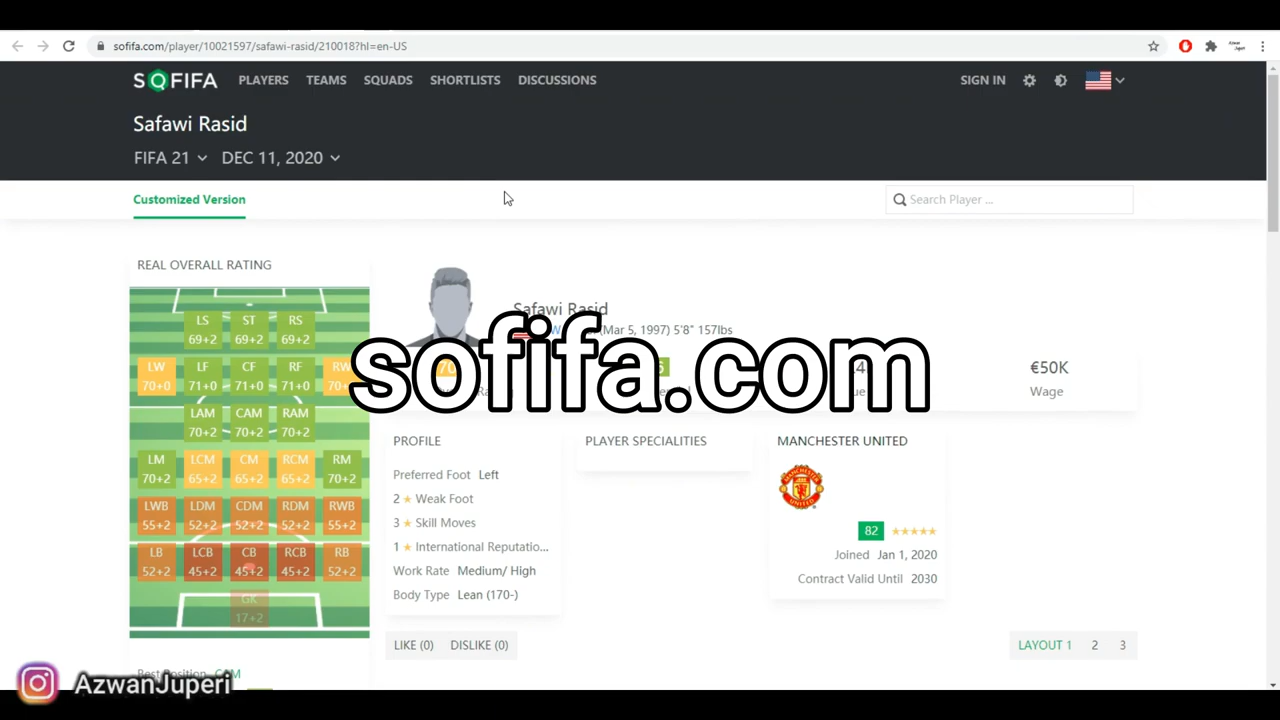 sofifa.com/player/10021597/safawi-rasid/210018?hl=en-US
SOFIFA PLAYERS TEAMS SQUADS SHORTLISTS DISCUSSIONS SIGN IN
Safawi Rasid
FIFA 21 DEC 11, 2020
Customized Version
Search Player ...
REAL OVERALL RATING
LS ST RS
69+2 69+2 69+2
LW LF CF RF RW
70+0 71+0 71+0 71+0 70+
LAM CAM RAM
70+2 70+2 70+2
LM LCM CM RCM RM
70+2 65+2 65+2 65+2 70+2
LWB LDM CDM RDM RWB
55+2 52+2 52+2 52+2 55+2
LB LCB CB RCB RB
52+2 45+2 45+2 45+2 52+2
GK
17+2
Safawi Rasid
(Mar 5, 1997) 5'8" 157lbs
€50K
Wage
sofifa.com
PROFILE
Preferred Foot Left
2 ★ Weak Foot
3 ★ Skill Moves
1 ★ International Reputatio...
Work Rate Medium/ High
Body Type Lean (170-)
PLAYER SPECIALITIES
MANCHESTER UNITED
82 ★★★★★
Joined Jan 1, 2020
Contract Valid Until 2030
LIKE (0) DISLIKE (0)
LAYOUT 1 2 3
Best Position
AzwanJuperi